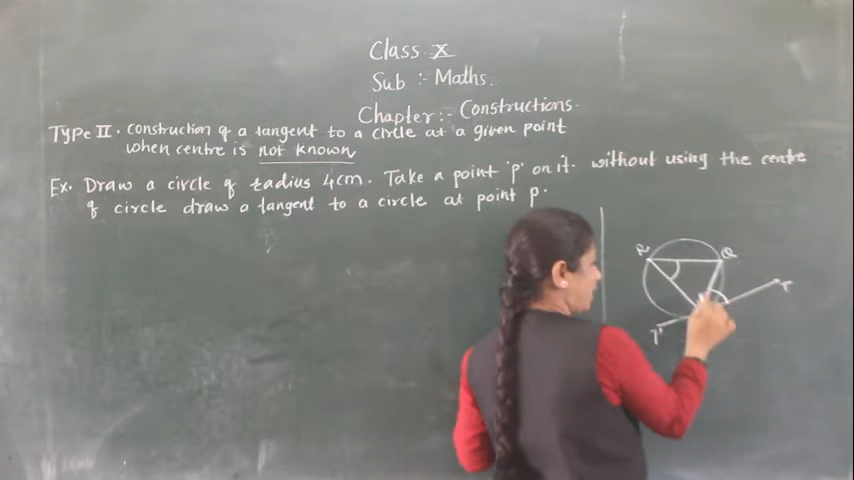 Class X
Sub :- Maths.
Chapter:- Constructions.
Type II. Construction of a tangent to a circle at a given point
when centre is not known
Ex. Draw a circle of radius 4cm. Take a point 'p' on it. without using the centre
of circle draw a tangent to a circle at point p.
R
Q
T
T'